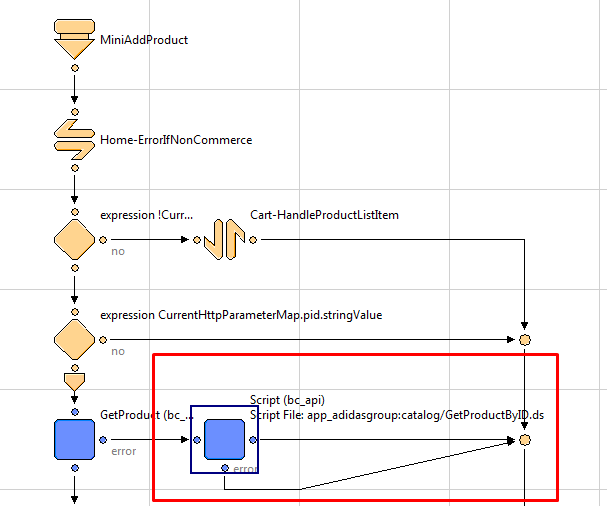 MiniAddProduct
Home-ErrorIfNonCommerce
expression !Curr...
Cart-HandleProductListItem
no
expression CurrentHttpParameterMap.pid.stringValue
no
Script (bc_api)
GetProduct (bc_...
Script File: app_adidasgroup:catalog/GetProductByID.ds
error
error